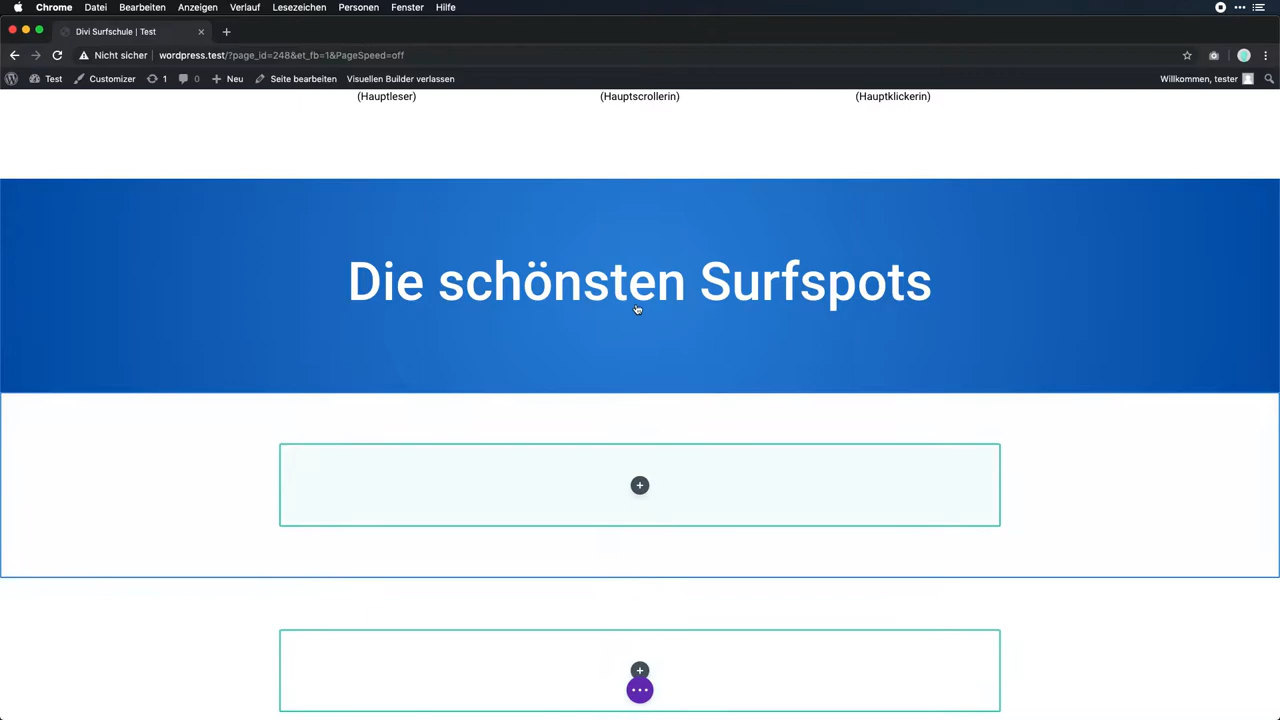 Chrome Datei Bearbeiten Anzeigen Verlauf Lesezeichen Personen Fenster Hilfe
Divi Surfschule | Test
Nicht sicher wordpress.test/?page_id=248&et_fb=1&PageSpeed=off
Test Customizer 1 0 Neu Seite bearbeiten Visuellen Builder verlassen Willkommen, tester
(Hauptleser) (Hauptscrollerin) (Hauptklickerin)
Die schönsten Surfspots